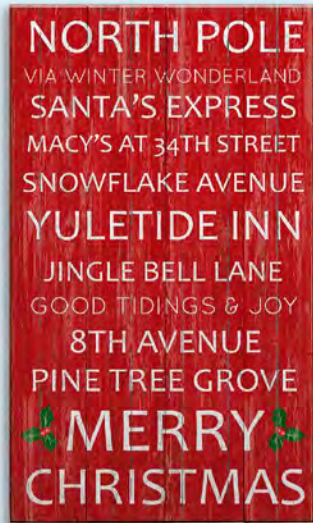 NORTH POLE
VIA WINTER WONDERLAND
SANTA'S EXPRESS
MACY'S AT 34TH STREET
SNOWFLAKE AVENUE
YULETIDE INN
JINGLE BELL LANE
GOOD TIDINGS & JOY
8TH AVENUE
PINE TREE GROVE
MERRY
CHRISTMAS